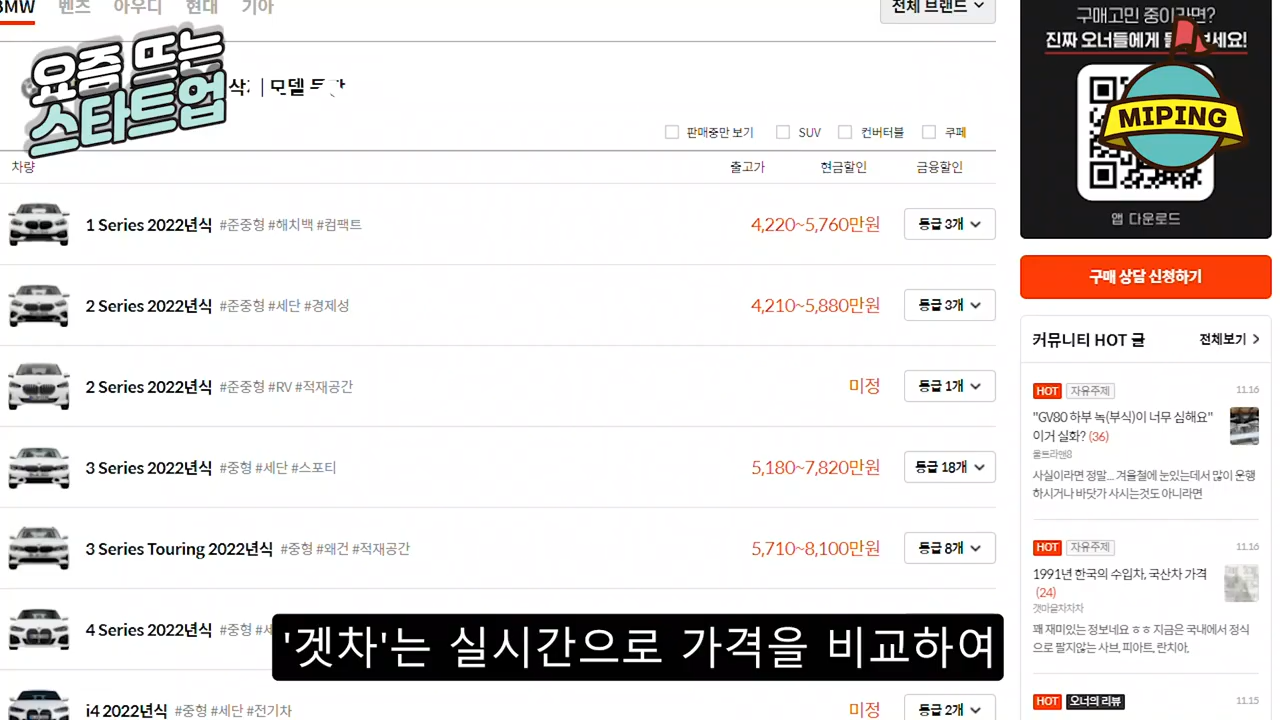 BMW 벤츠 아우디 현대 기아
전체 브랜드
요즘 뜨는
스타트업
모델
판매중만 보기 SUV 컨버터블 쿠페
차량 출고가 현금할인 금융할인
1 Series 2022년식 #준중형 #해치백 #컴팩트 4,220~5,760만원 등급 3개
2 Series 2022년식 #준중형 #세단 #경제성 4,210~5,880만원 등급 3개
2 Series 2022년식 #준중형 #RV #적재공간 미정 등급 1개
3 Series 2022년식 #중형 #세단 #스포티 5,180~7,820만원 등급 18개
3 Series Touring 2022년식 #중형 #왜건 #적재공간 5,710~8,100만원 등급 8개
4 Series 2022년식 #중형
i4 2022년식 #중형 #세단 #전기차 미정 등급 2개
'겟차'는 실시간으로 가격을 비교하여
구매고민 중이라면?
진짜 오너들에게
MIPING
앱 다운로드
구매 상담 신청하기
커뮤니티 HOT 글 전체보기
HOT 자유주제 11.16
"GV80 하부 녹(부식)이 너무 심해요"
이거 실화? (36)
울트라맨8
사실이라면 정말... 겨울철에 눈있는데서 많이 운행
하시거나 바닷가 사시는것도 아니라면
HOT 자유주제 11.16
1991년 한국의 수입차, 국산차 가격
(24)
갯마을차차차
꽤 재미있는 정보네요 ㅎㅎ 지금은 국내에서 정식
으로 팔지않는 사브, 피아트, 란치아,
HOT 오너의 리뷰 11.15